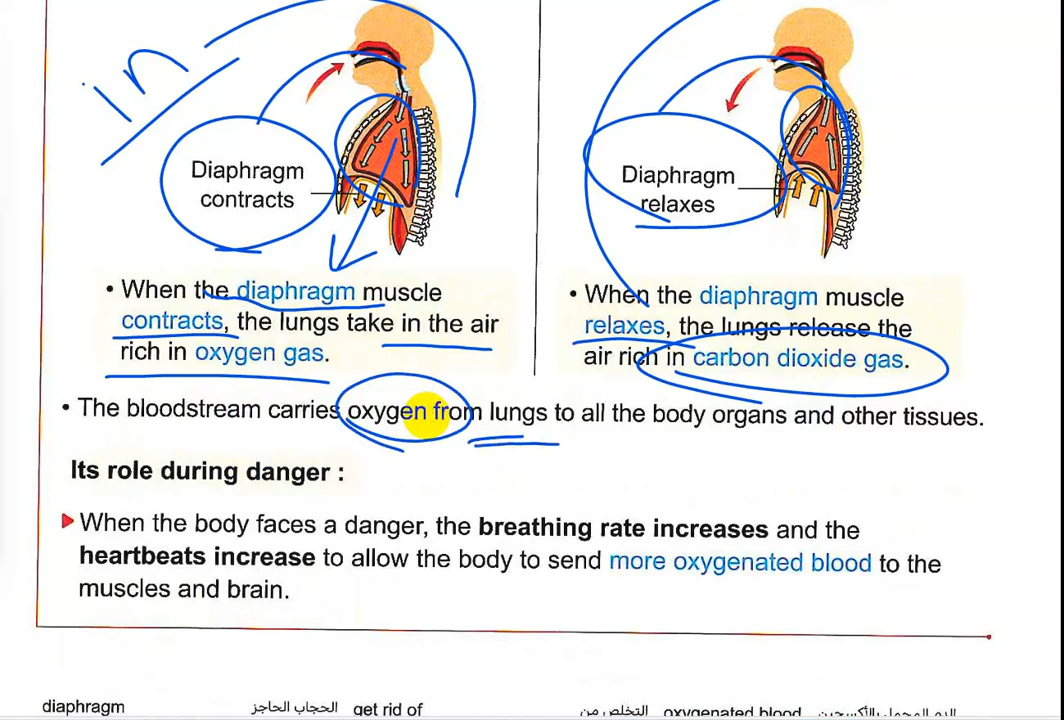 in
Diaphragm
contracts
Diaphragm
relaxes
• When the diaphragm muscle
contracts, the lungs take in the air
rich in oxygen gas.
• When the diaphragm muscle
relaxes, the lungs release the
air rich in carbon dioxide gas.
• The bloodstream carries oxygen from lungs to all the body organs and other tissues.
Its role during danger :
When the body faces a danger, the breathing rate increases and the
heartbeats increase to allow the body to send more oxygenated blood to the
muscles and brain.
diaphragm الحجاب الحاجز get rid of التخلص من oxygenated blood الدم المحمل بالأكسجين